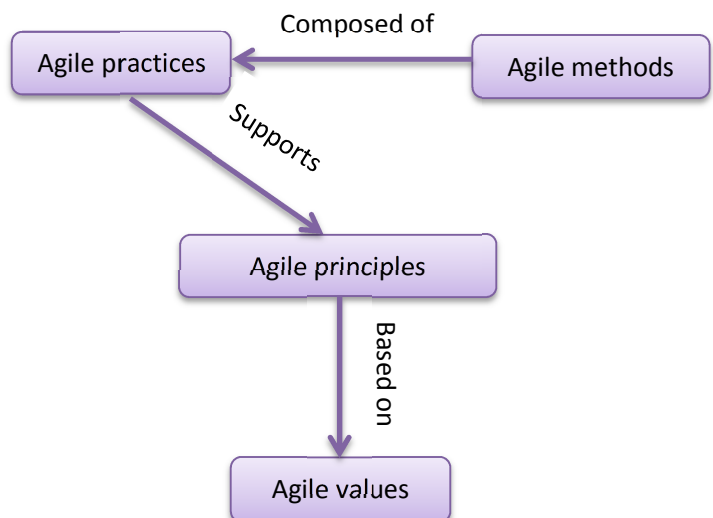 Composed of
Agile practices
Agile methods
Supports
Agile principles
Based on
Agile values